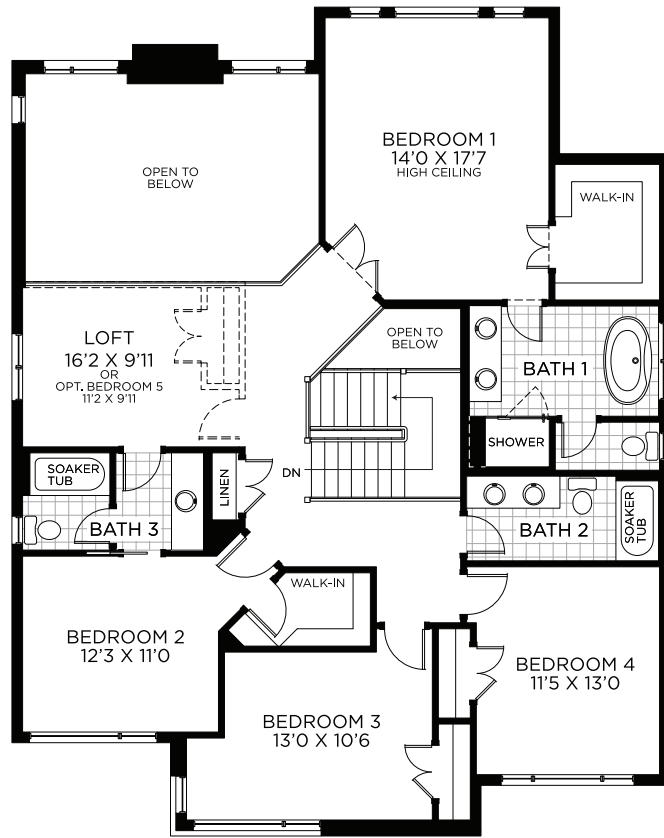 BEDROOM 1
14'0 X 17'7
HIGH CEILING
OPEN TO
BELOW
WALK-IN
LOFT
16'2 X 9'11
OR
OPT. BEDROOM 5
11'2 X 9'11
OPEN TO
BELOW
BATH 1
SHOWER
DN
SOAKER
TUB
LINEN
BATH 3
BATH 2
SOAKER
TUB
WALK-IN
BEDROOM 2
12'3 X 11'0
BEDROOM 4
11'5 X 13'0
BEDROOM 3
13'0 X 10'6